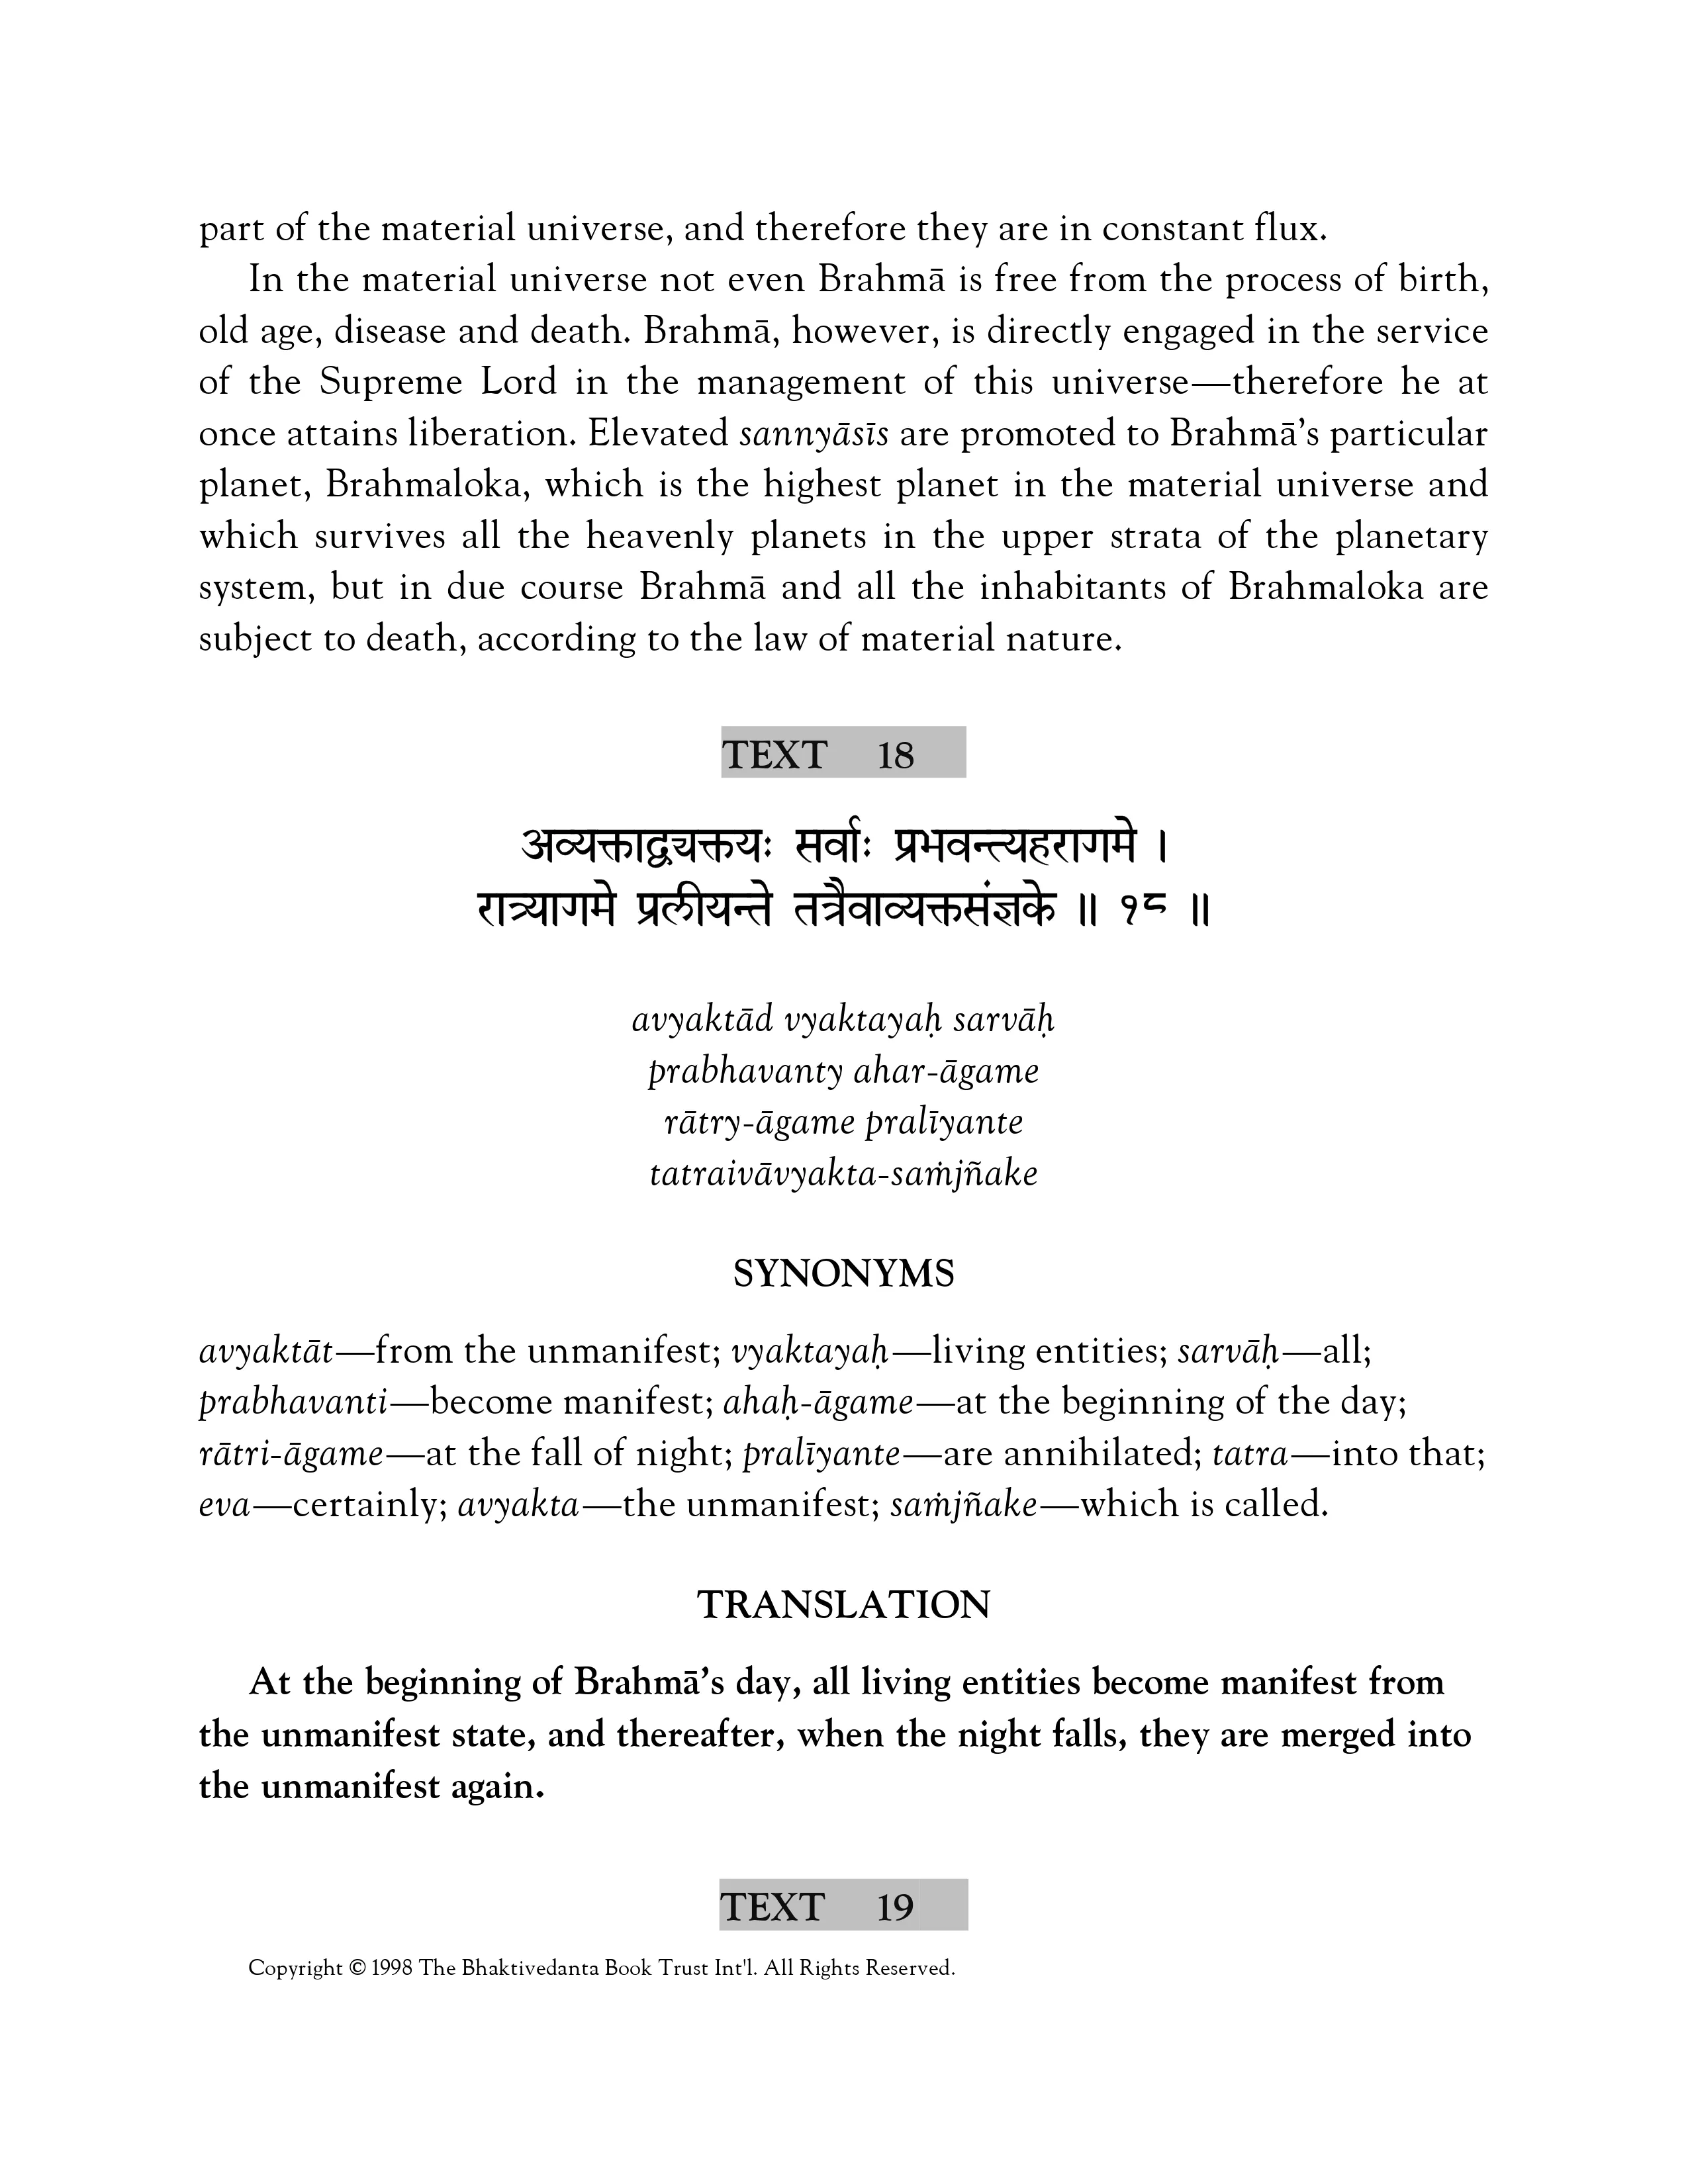 part of the material universe, and therefore they are in constant flux.
In the material universe not even Brahmā is free from the process of birth,
old age, disease and death. Brahmā, however, is directly engaged in the service
of the Supreme Lord in the management of this universe—therefore he at
once attains liberation. Elevated sannyāsīs are promoted to Brahmā’s particular
planet, Brahmaloka, which is the highest planet in the material universe and
which survives all the heavenly planets in the upper strata of the planetary
system, but in due course Brahmā and all the inhabitants of Brahmaloka are
subject to death, according to the law of material nature.
TEXT 18
अव्यक्ताद्व्यक्तयः सर्वाः प्रभवन्त्यहरागमे ।
रात्र्यागमे प्रलीयन्ते तत्रैवाव्यक्तसंज्ञके ॥ १८ ॥
avyaktād vyaktayaḥ sarvāḥ
prabhavanty ahar-āgame
rātry-āgame pralīyante
tatraivāvyakta-saṁjñake
SYNONYMS
avyaktāt—from the unmanifest; vyaktayaḥ—living entities; sarvāḥ—all;
prabhavanti—become manifest; ahaḥ-āgame—at the beginning of the day;
rātri-āgame—at the fall of night; pralīyante—are annihilated; tatra—into that;
eva—certainly; avyakta—the unmanifest; saṁjñake—which is called.
TRANSLATION
At the beginning of Brahmā’s day, all living entities become manifest from
the unmanifest state, and thereafter, when the night falls, they are merged into
the unmanifest again.
TEXT 19
Copyright © 1998 The Bhaktivedanta Book Trust Int'l. All Rights Reserved.